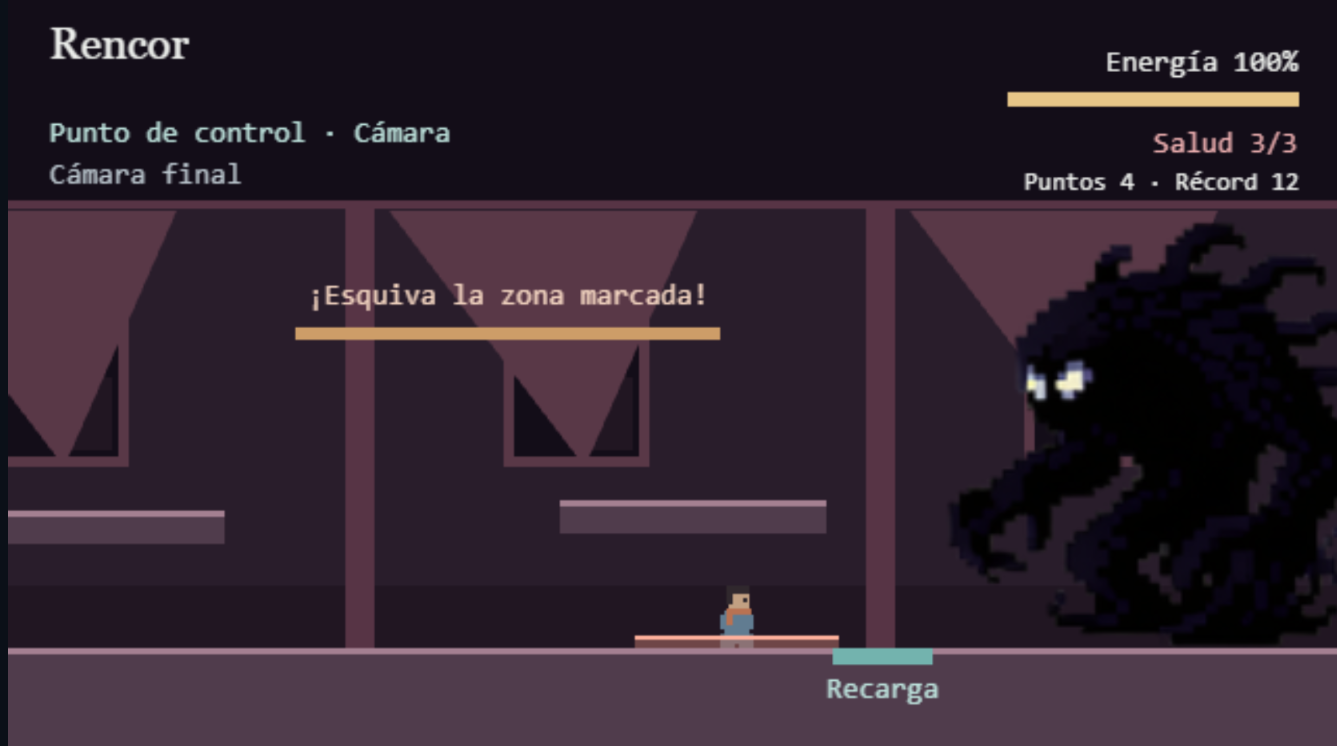 Rencor
Energía 100%
Punto de control · Cámara
Salud 3/3
Cámara final
Puntos 4 · Récord 12
¡Esquiva la zona marcada!
Recarga